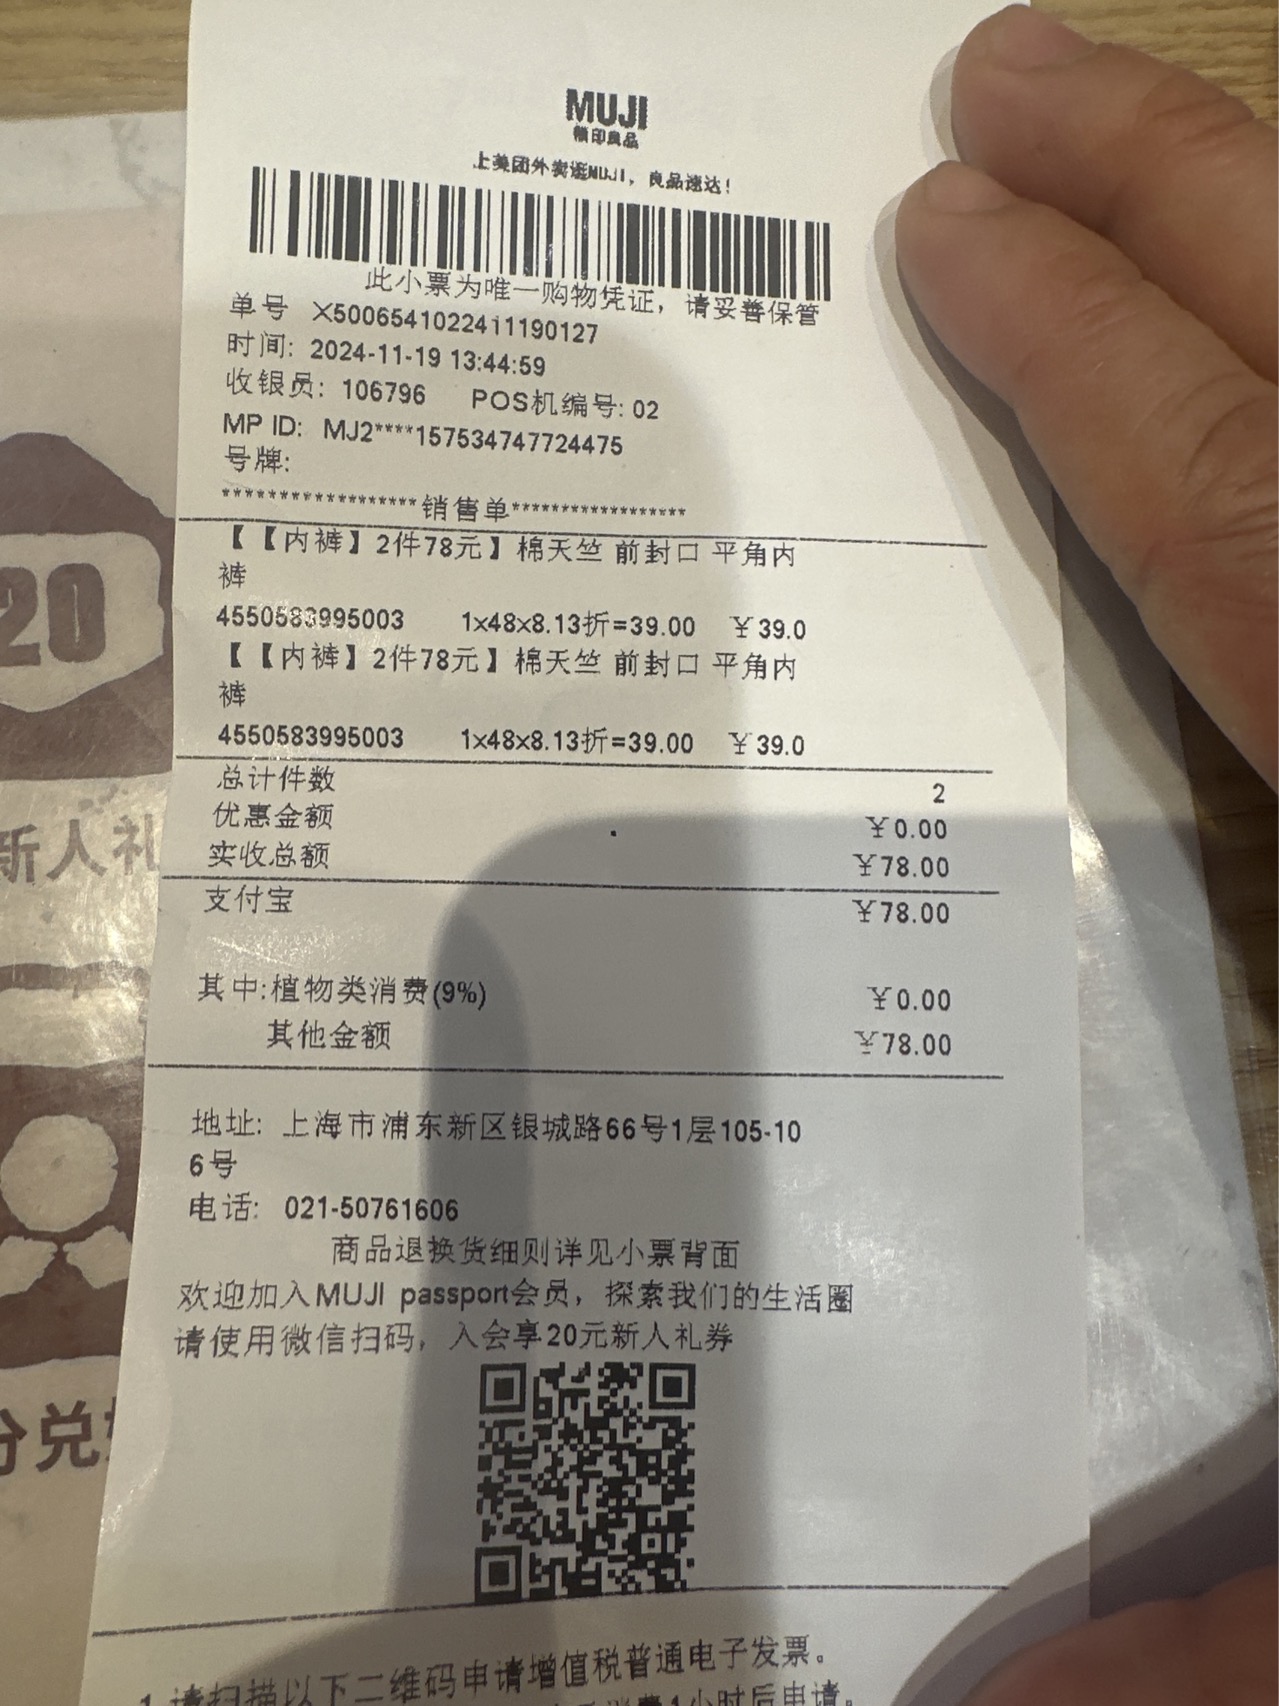 MUJI
無印良品
上美团外卖逛MUJI，良品速达！
此小票为唯一购物凭证，请妥善保管
单号 X5006541022411190127
时间: 2024-11-19 13:44:59
收银员: 106796 POS机编号: 02
MP ID: MJ2****157534747724475
号牌:
******************销售单*****************
【【内裤】2件78元】棉天竺 前封口 平角内
裤
4550583995003 1x48x8.13折=39.00 ¥39.0
【【内裤】2件78元】棉天竺 前封口 平角内
裤
4550583995003 1x48x8.13折=39.00 ¥39.0
总计件数 2
优惠金额 ¥0.00
实收总额 ¥78.00
支付宝 ¥78.00
其中:植物类消费(9%) ¥0.00
其他金额 ¥78.00
地址: 上海市浦东新区银城路66号1层105-10
6号
电话: 021-50761606
商品退换货细则详见小票背面
欢迎加入MUJI passport会员，探索我们的生活圈
请使用微信扫码，入会享20元新人礼券
1.请扫描以下二维码申请增值税普通电子发票。
消费1小时后申请。
20
新人礼
分兑